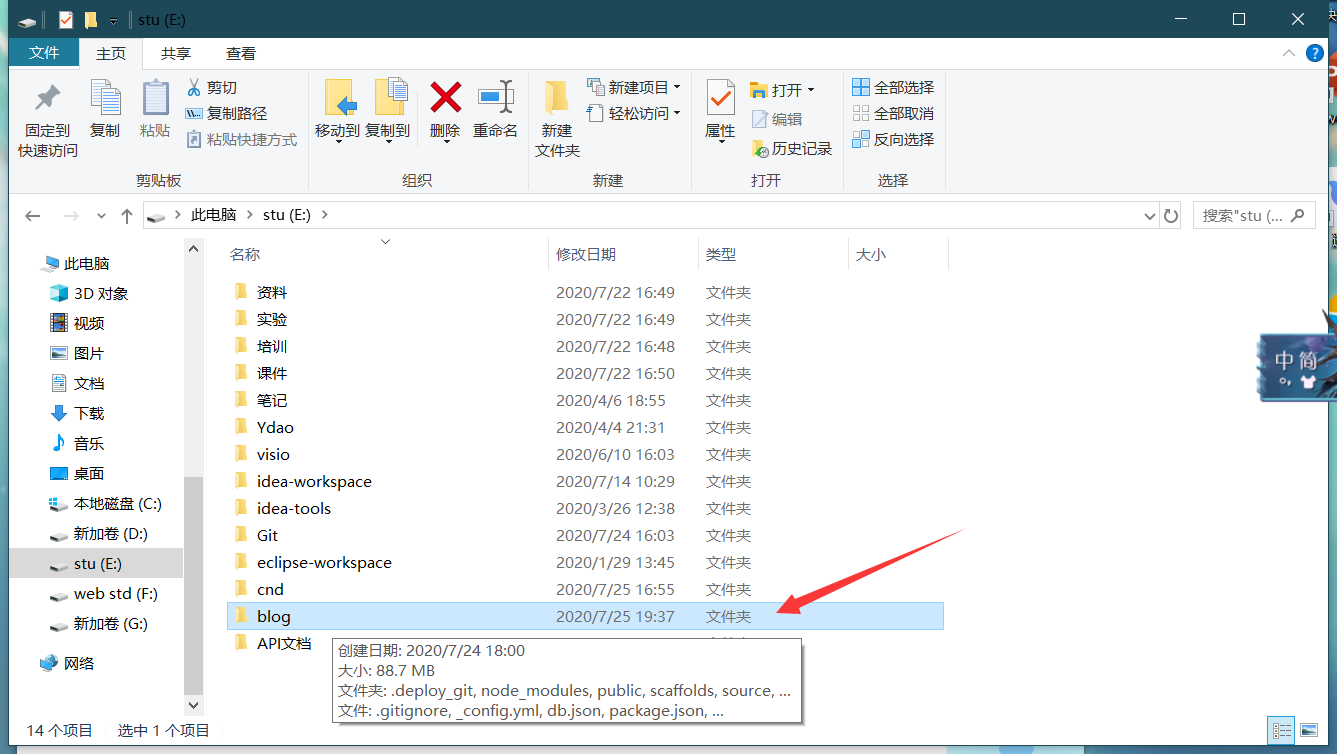 stu (E:)
文件 主页 共享 查看
固定到
快速访问
复制
粘贴
剪切
复制路径
粘贴快捷方式
剪贴板
移动到
复制到
删除
重命名
组织
新建
文件夹
新建项目
轻松访问
新建
属性
打开
编辑
历史记录
打开
全部选择
全部取消
反向选择
选择
此电脑 stu (E:)
搜索"stu (...
名称 修改日期 类型 大小
资料 2020/7/22 16:49 文件夹
实验 2020/7/22 16:49 文件夹
培训 2020/7/22 16:48 文件夹
课件 2020/7/22 16:50 文件夹
笔记 2020/4/6 18:55 文件夹
Ydao 2020/4/4 21:31 文件夹
visio 2020/6/10 16:03 文件夹
idea-workspace 2020/7/14 10:29 文件夹
idea-tools 2020/3/26 12:38 文件夹
Git 2020/7/24 16:03 文件夹
eclipse-workspace 2020/1/29 13:45 文件夹
cnd 2020/7/25 16:55 文件夹
blog 2020/7/25 19:37 文件夹
API文档
创建日期: 2020/7/24 18:00
大小: 88.7 MB
文件夹: .deploy_git, node_modules, public, scaffolds, source, ...
文件: .gitignore, _config.yml, db.json, package.json, ...
此电脑
3D 对象
视频
图片
文档
下载
音乐
桌面
本地磁盘 (C:)
新加卷 (D:)
stu (E:)
web std (F:)
新加卷 (G:)
网络
14 个项目 选中 1 个项目
中 简